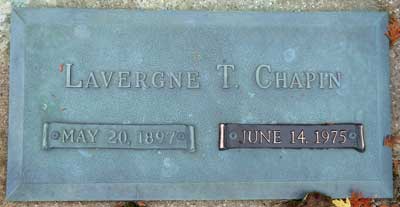 LAVERGNE T. CHAPIN
MAY 20, 1897
JUNE 14, 1975